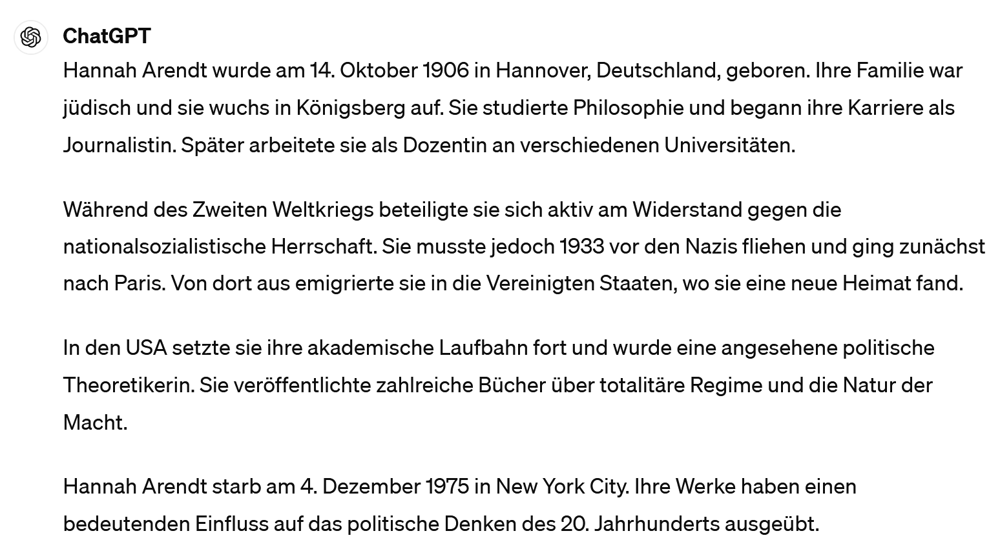 ChatGPT
Hannah Arendt wurde am 14. Oktober 1906 in Hannover, Deutschland, geboren. Ihre Familie war
jüdisch und sie wuchs in Königsberg auf. Sie studierte Philosophie und begann ihre Karriere als
Journalistin. Später arbeitete sie als Dozentin an verschiedenen Universitäten.
Während des Zweiten Weltkriegs beteiligte sie sich aktiv am Widerstand gegen die
nationalsozialistische Herrschaft. Sie musste jedoch 1933 vor den Nazis fliehen und ging zunächst
nach Paris. Von dort aus emigrierte sie in die Vereinigten Staaten, wo sie eine neue Heimat fand.
In den USA setzte sie ihre akademische Laufbahn fort und wurde eine angesehene politische
Theoretikerin. Sie veröffentlichte zahlreiche Bücher über totalitäre Regime und die Natur der
Macht.
Hannah Arendt starb am 4. Dezember 1975 in New York City. Ihre Werke haben einen
bedeutenden Einfluss auf das politische Denken des 20. Jahrhunderts ausgeübt.